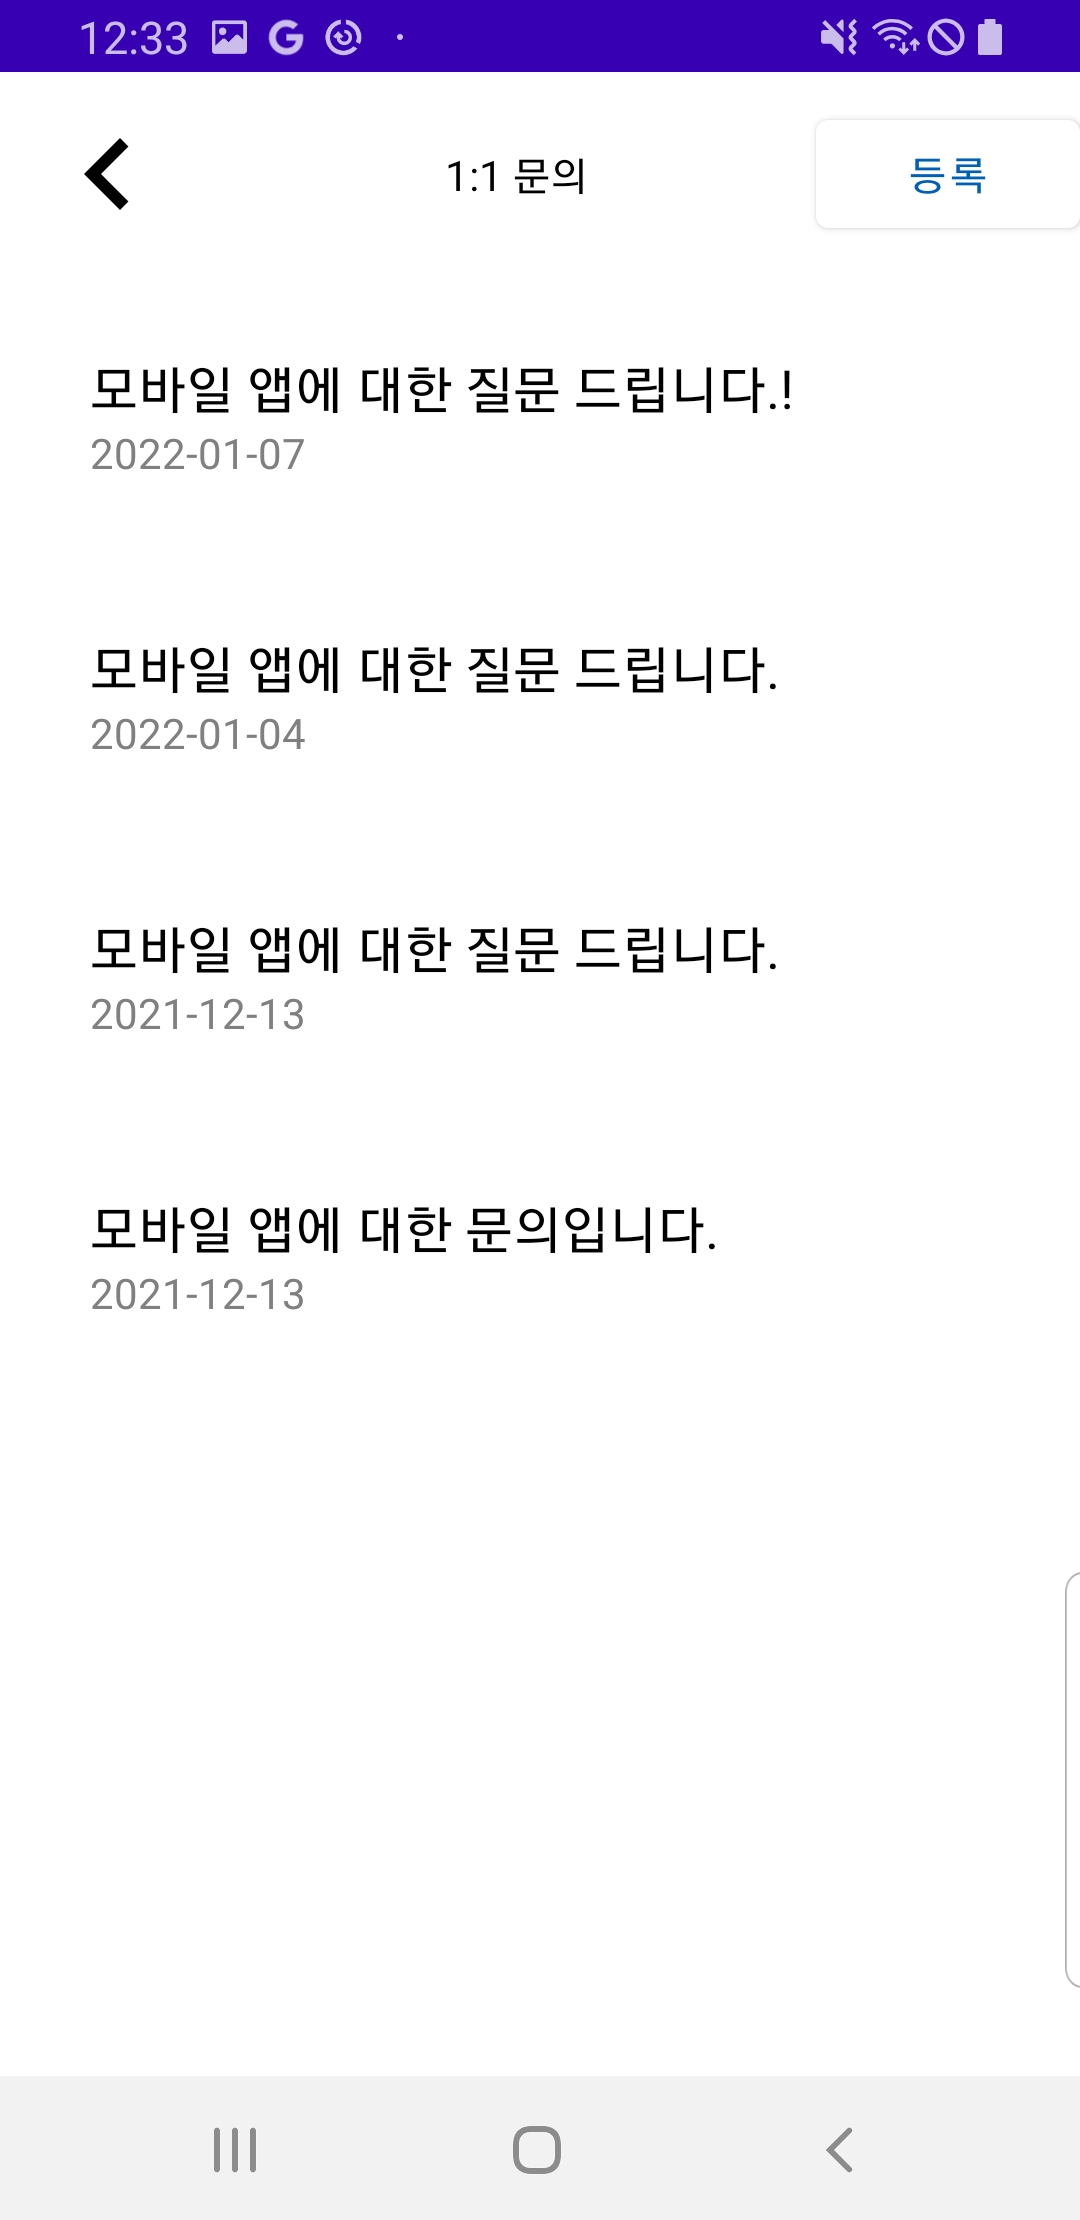 12:33
1:1 문의
등록
모바일 앱에 대한 질문 드립니다.!
2022-01-07
모바일 앱에 대한 질문 드립니다.
2022-01-04
모바일 앱에 대한 질문 드립니다.
2021-12-13
모바일 앱에 대한 문의입니다.
2021-12-13